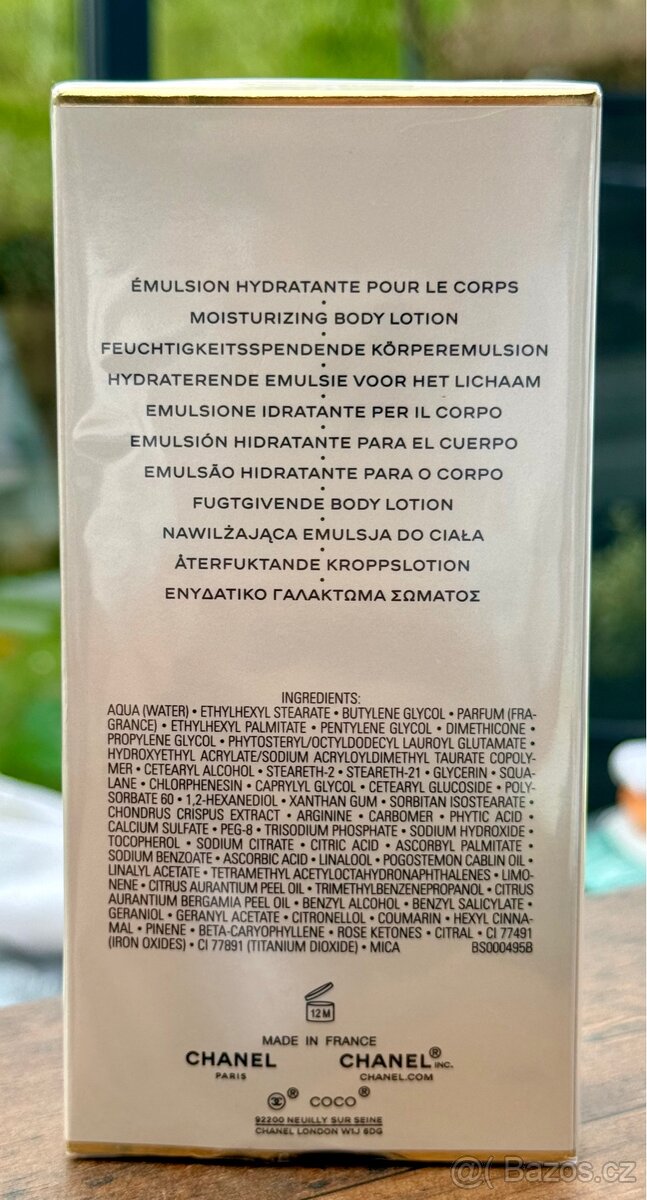 ÉMULSION HYDRATANTE POUR LE CORPS
•
MOISTURIZING BODY LOTION
•
FEUCHTIGKEITSSPENDENDE KÖRPEREMULSION
•
HYDRATERENDE EMULSIE VOOR HET LICHAAM
•
EMULSIONE IDRATANTE PER IL CORPO
•
EMULSIÓN HIDRATANTE PARA EL CUERPO
•
EMULSÃO HIDRATANTE PARA O CORPO
•
FUGTGIVENDE BODY LOTION
•
NAWILŻAJĄCA EMULSJA DO CIAŁA
•
ÅTERFUKTANDE KROPPSLOTION
•
ΕΝΥΔΑΤΙΚΟ ΓΑΛΑΚΤΩΜΑ ΣΩΜΑΤΟΣ
INGREDIENTS:
AQUA (WATER) • ETHYLHEXYL STEARATE • BUTYLENE GLYCOL • PARFUM (FRA-
GRANCE) • ETHYLHEXYL PALMITATE • PENTYLENE GLYCOL • DIMETHICONE •
PROPYLENE GLYCOL • PHYTOSTERYL/OCTYLDODECYL LAUROYL GLUTAMATE •
HYDROXYETHYL ACRYLATE/SODIUM ACRYLOYLDIMETHYL TAURATE COPOLY-
MER • CETEARYL ALCOHOL • STEARETH-2 • STEARETH-21 • GLYCERIN • SQUA-
LANE • CHLORPHENESIN • CAPRYLYL GLYCOL • CETEARYL GLUCOSIDE • POLY-
SORBATE 60 • 1,2-HEXANEDIOL • XANTHAN GUM • SORBITAN ISOSTEARATE •
CHONDRUS CRISPUS EXTRACT • ARGININE • CARBOMER • PHYTIC ACID •
CALCIUM SULFATE • PEG-8 • TRISODIUM PHOSPHATE • SODIUM HYDROXIDE •
TOCOPHEROL • SODIUM CITRATE • CITRIC ACID • ASCORBYL PALMITATE •
SODIUM BENZOATE • ASCORBIC ACID • LINALOOL • POGOSTEMON CABLIN OIL •
LINALYL ACETATE • TETRAMETHYL ACETYLOCTAHYDRONAPHTHALENES • LIMO-
NENE • CITRUS AURANTIUM PEEL OIL • TRIMETHYLBENZENEPROPANOL • CITRUS
AURANTIUM BERGAMIA PEEL OIL • BENZYL ALCOHOL • BENZYL SALICYLATE •
GERANIOL • GERANYL ACETATE • CITRONELLOL • COUMARIN • HEXYL CINNA-
MAL • PINENE • BETA-CARYOPHYLLENE • ROSE KETONES • CITRAL • CI 77491
(IRON OXIDES) • CI 77891 (TITANIUM DIOXIDE) • MICA BS000495B
12 M
MADE IN FRANCE
CHANEL CHANEL® INC.
PARIS CHANEL.COM
® COCO®
92200 NEUILLY SUR SEINE
CHANEL LONDON W1J 6DG
@( Bazos.cz